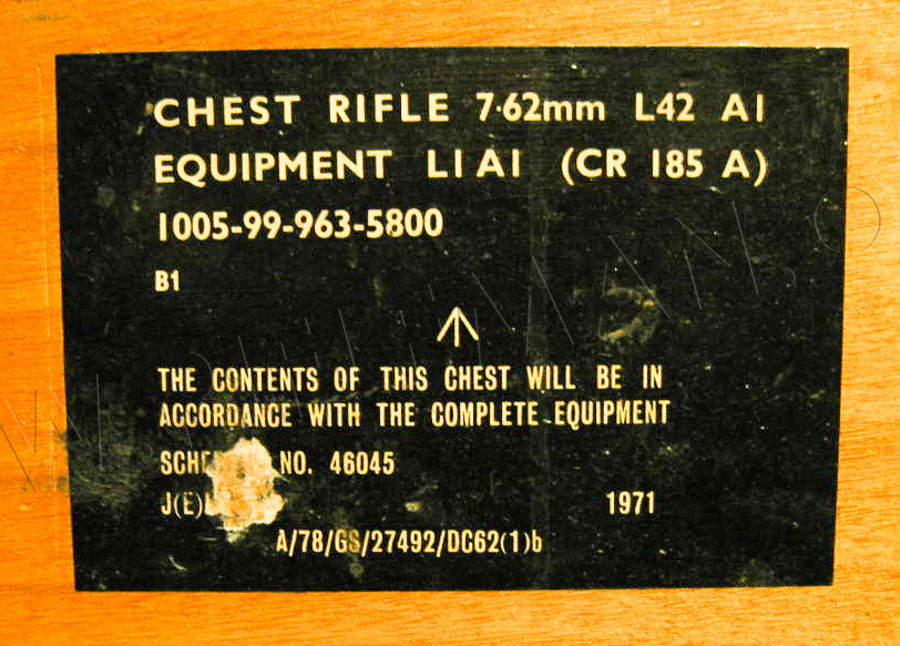 CHEST RIFLE 7·62mm L42 A1
EQUIPMENT L1A1 (CR 185 A)
1005-99-963-5800
B1
THE CONTENTS OF THIS CHEST WILL BE IN
ACCORDANCE WITH THE COMPLETE EQUIPMENT
NO. 46045
1971
A/78/GS/27492/DC62(1)b